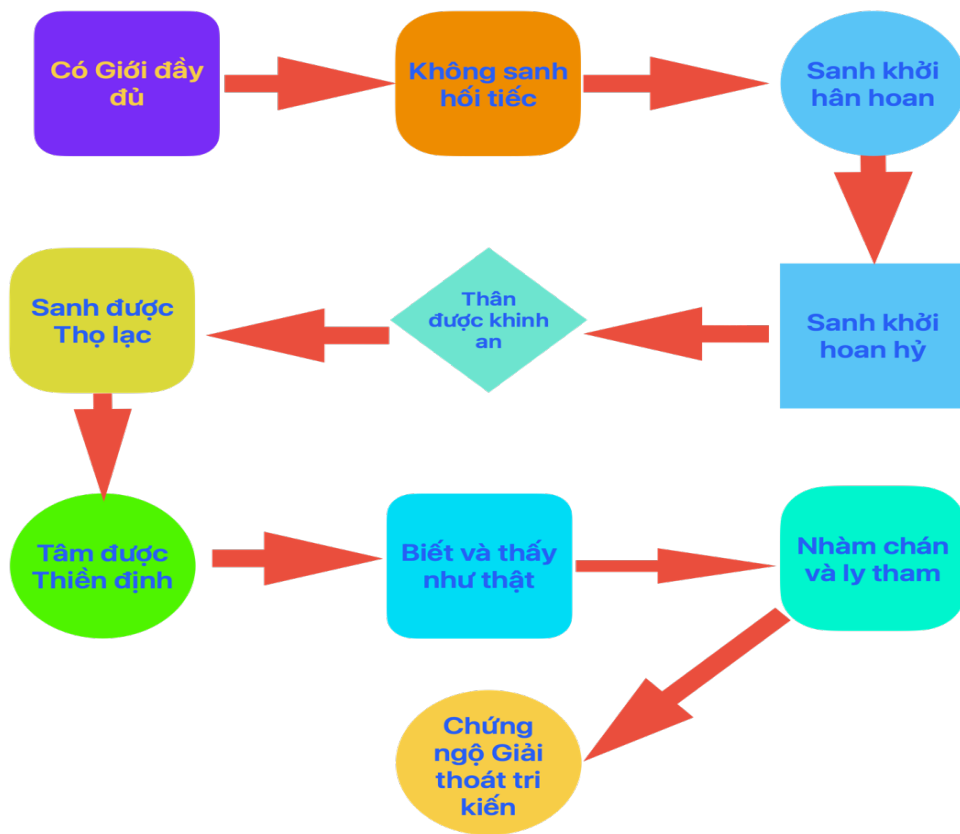 Có Giới đầy
đủ
Không sanh
hối tiếc
Sanh khởi
hân hoan
Sanh khởi
hoan hỷ
Thân
được khinh
an
Sanh được
Thọ lạc
Tâm được
Thiền định
Biết và thấy
như thật
Nhàm chán
và ly tham
Chứng
ngộ Giải
thoát tri
kiến